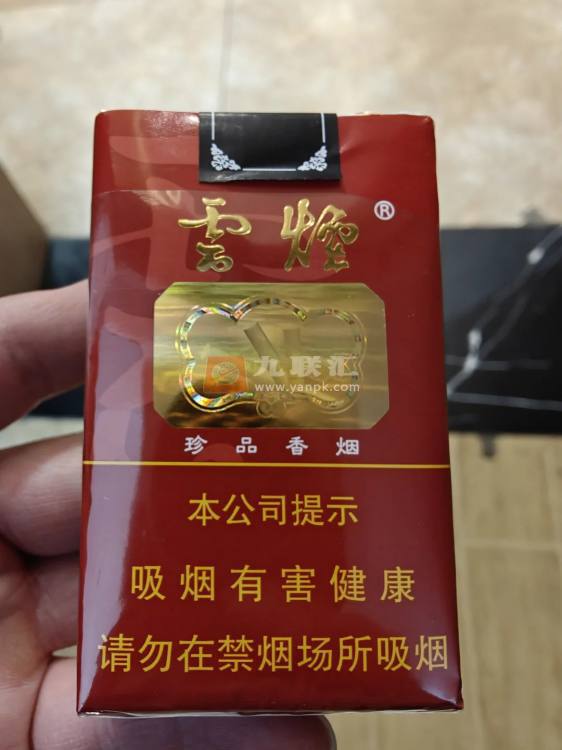 雲煙®
九联汇
www.yanpk.com
珍品香烟
本公司提示
吸烟有害健康
请勿在禁烟场所吸烟